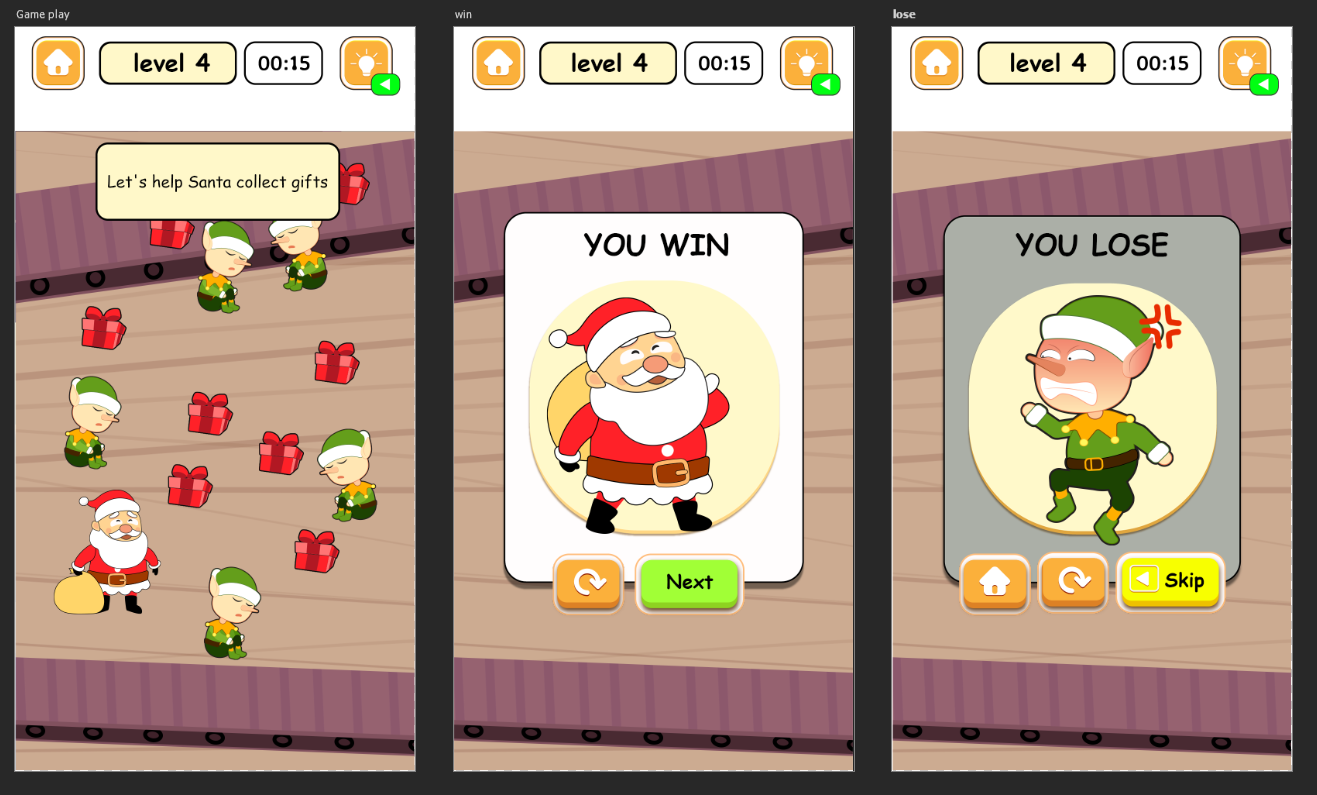 Game play
level 4
00:15
Let's help Santa collect gifts
win
level 4
00:15
YOU WIN
Next
lose
level 4
00:15
YOU LOSE
Skip